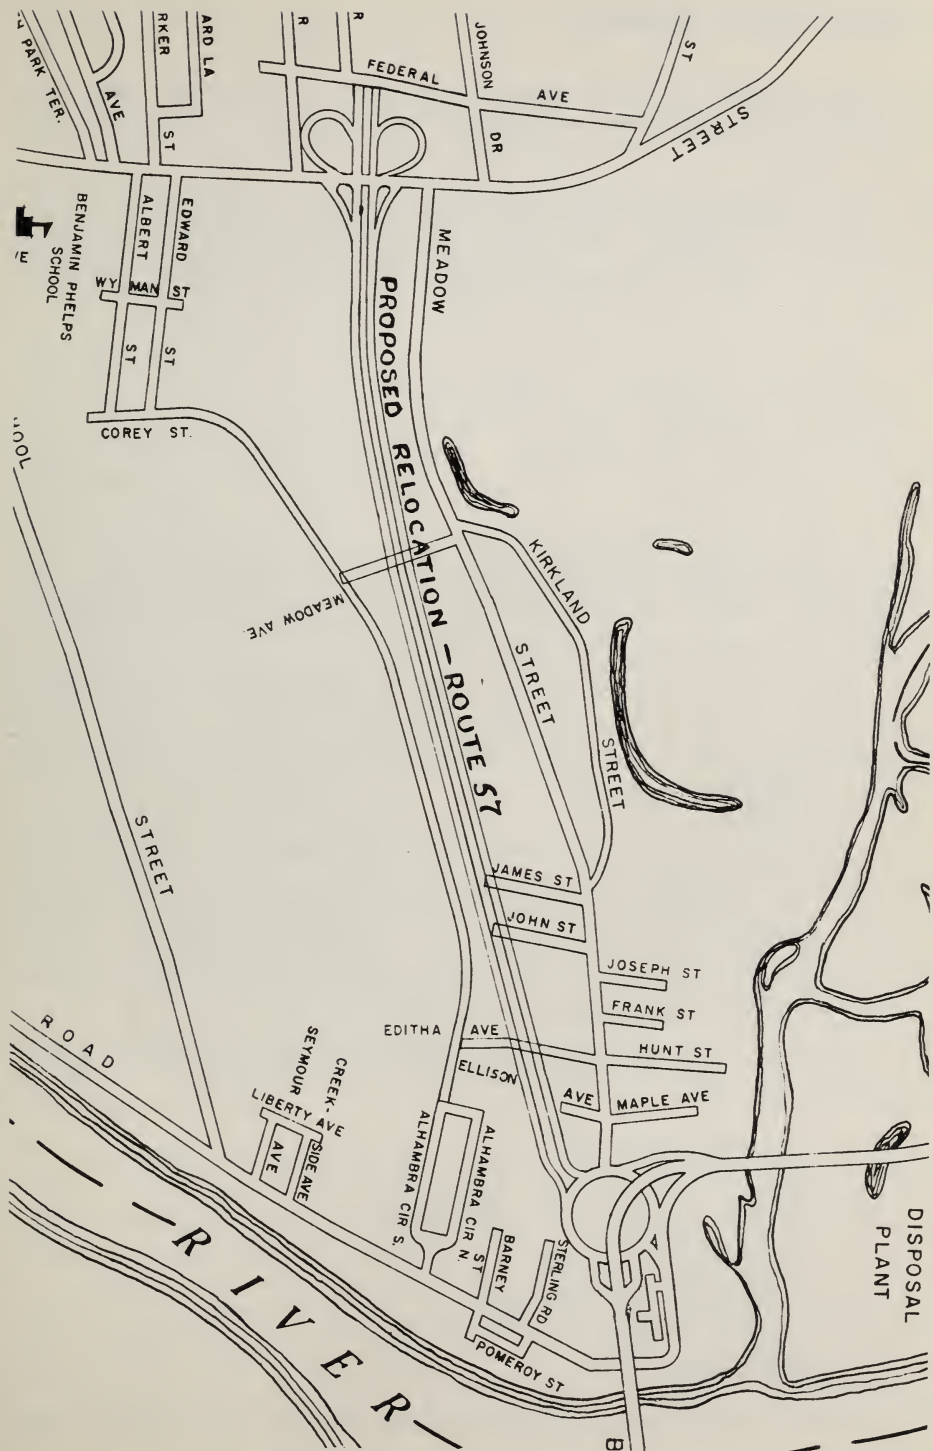 PARK TER.
AVE
RKER
ST
ARD LA
R
R
FEDERAL AVE
JOHNSON
DR
ST
STREET
BENJAMIN PHELPS
SCHOOL
ALBERT
ST
EDWARD
ST
WYMAN ST
COREY ST.
MEADOW
STREET
PROPOSED RELOCATION — ROUTE 57
KIRKLAND
STREET
MEADOW AVE.
STREET
JAMES ST
JOHN ST
JOSEPH ST
FRANK ST
EDITHA AVE
HUNT ST
ELLISON
AVE
MAPLE AVE
ROAD
SEYMOUR
AVE
CREEK-
SIDE AVE
LIBERTY AVE
ALHAMBRA CIR S.
ALHAMBRA CIR N.
BARNEY
ST
STERLING RD
POMEROY ST
DISPOSAL
PLANT
RIVER
B